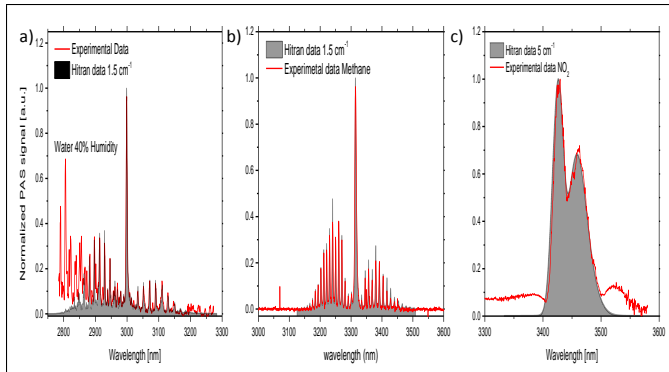 a)
Experimental Data
Hitran data 1.5 cm⁻¹
Water 40% Humidity
Normalized PAS signal [a.u.]
1.2
1.0
0.8
0.6
0.4
0.2
0.0
2800 2900 3000 3100 3200 3300
Wavelength [nm]
b)
Hitran data 1.5 cm⁻¹
Experimetal data Methane
1.2
1.0
0.8
0.6
0.4
0.2
0.0
3000 3100 3200 3300 3400 3500 3600
wavelength (nm)
c)
Hitran data 5 cm⁻¹
Experimental data NO₂
1.2
1.0
0.8
0.6
0.4
0.2
0.0
3300 3400 3500 3600
Wavelength [nm]